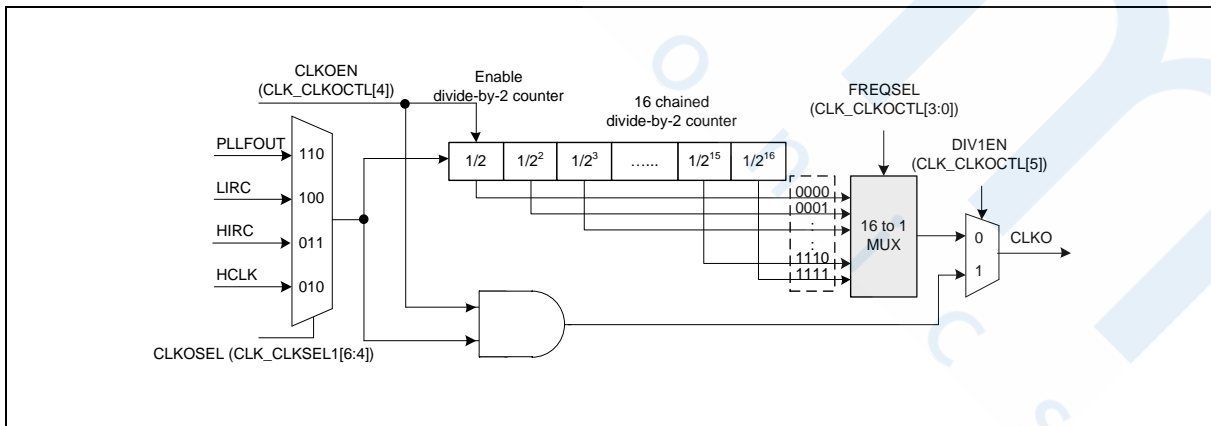 CLKOEN
(CLK_CLKOCTL[4])
Enable
divide-by-2 counter
16 chained
divide-by-2 counter
FREQSEL
(CLK_CLKOCTL[3:0])
DIV1EN
(CLK_CLKOCTL[5])
PLLFOUT
110
LIRC
100
HIRC
011
HCLK
010
CLKOSEL (CLK_CLKSEL1[6:4])
1/2
1/2²
1/2³
......
1/2¹⁵
1/2¹⁶
0000
0001
:
:
1110
1111
16 to 1
MUX
0
1
CLKO
o
n
i
c
s